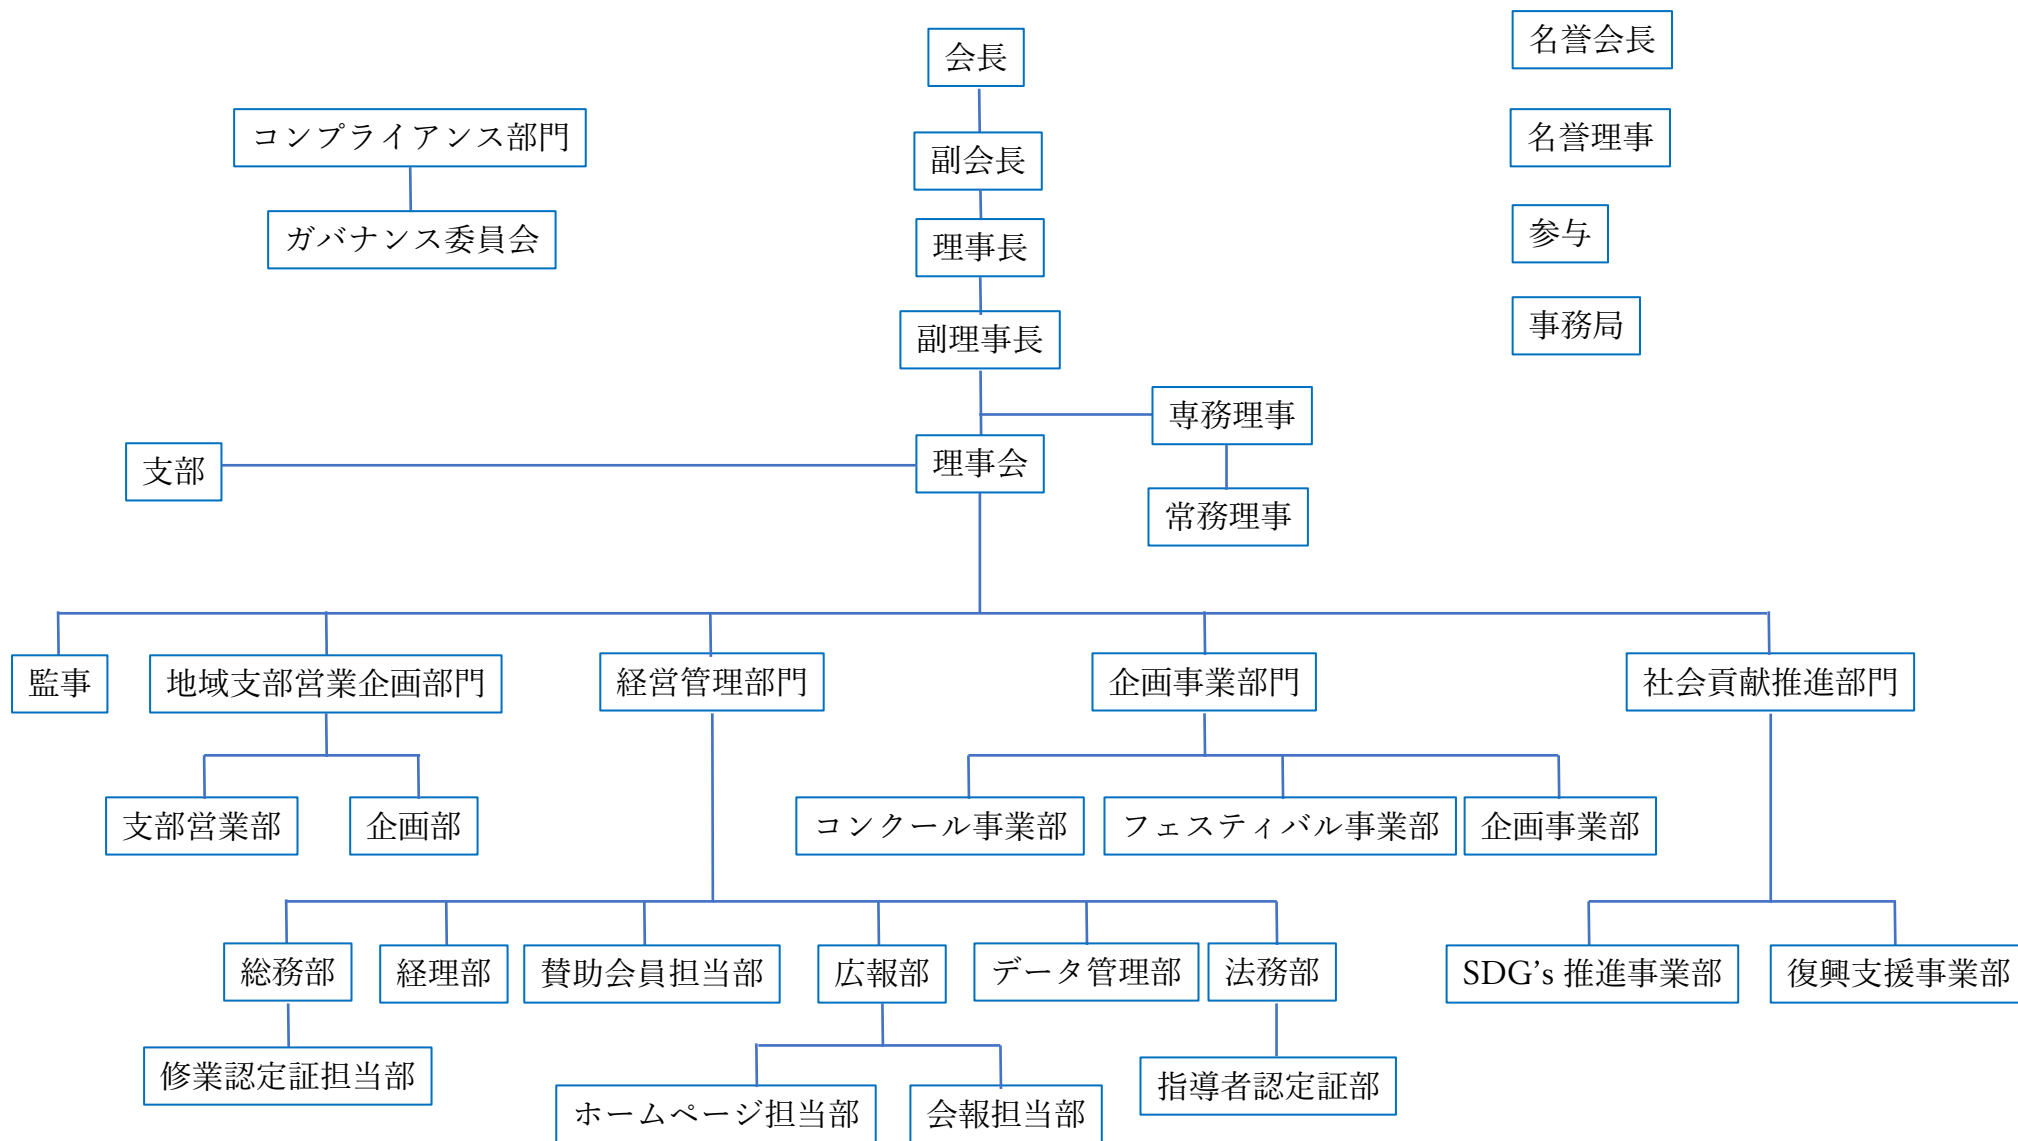 会長
名誉会長
コンプライアンス部門
副会長
名誉理事
ガバナンス委員会
理事長
参与
副理事長
事務局
専務理事
支部
理事会
常務理事
監事
地域支部営業企画部門
経営管理部門
企画事業部門
社会貢献推進部門
支部営業部
企画部
コンクール事業部
フェスティバル事業部
企画事業部
総務部
経理部
賛助会員担当部
広報部
データ管理部
法務部
SDG’s 推進事業部
復興支援事業部
修業認定証担当部
ホームページ担当部
会報担当部
指導者認定証部